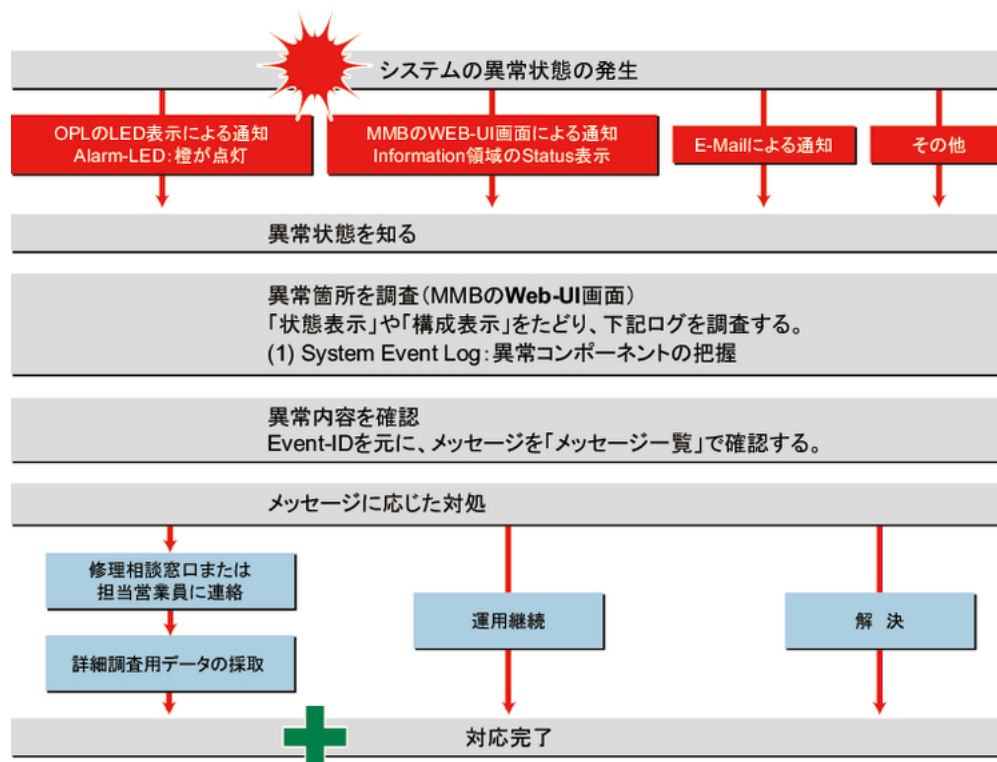 システムの異常状態の発生
OPLのLED表示による通知
Alarm-LED：橙が点灯
MMBのWEB-UI画面による通知
Information領域のStatus表示
E-Mailによる通知
その他
異常状態を知る
異常箇所を調査（MMBのWeb-UI画面）
「状態表示」や「構成表示」をたどり、下記ログを調査する。
(1) System Event Log：異常コンポーネントの把握
異常内容を確認
Event-IDを元に、メッセージを「メッセージ一覧」で確認する。
メッセージに応じた対処
修理相談窓口または
担当営業員に連絡
詳細調査用データの採取
運用継続
解 決
対応完了